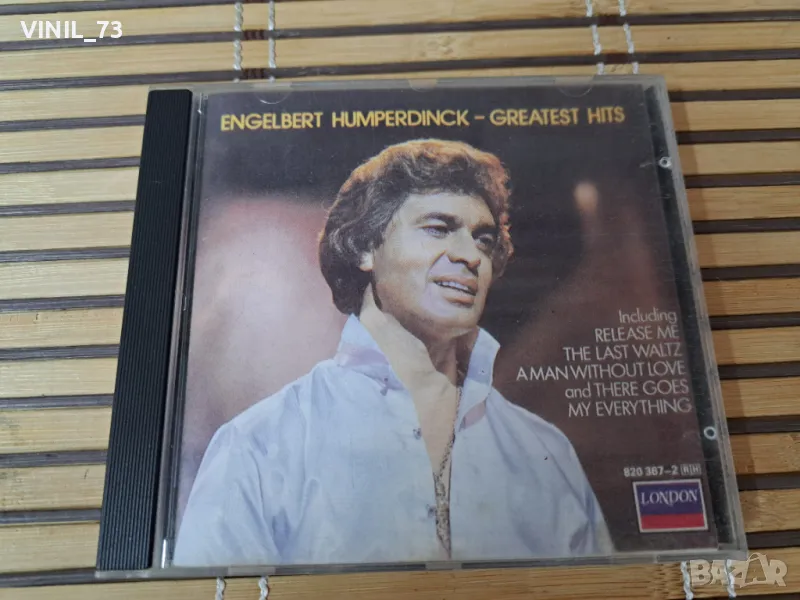 VINIL_73
ENGELBERT HUMPERDINCK – GREATEST HITS
Including
RELEASE ME
THE LAST WALTZ
A MAN WITHOUT LOVE
and THERE GOES
MY EVERYTHING
820 367-2 R H
LONDON
BAZAR